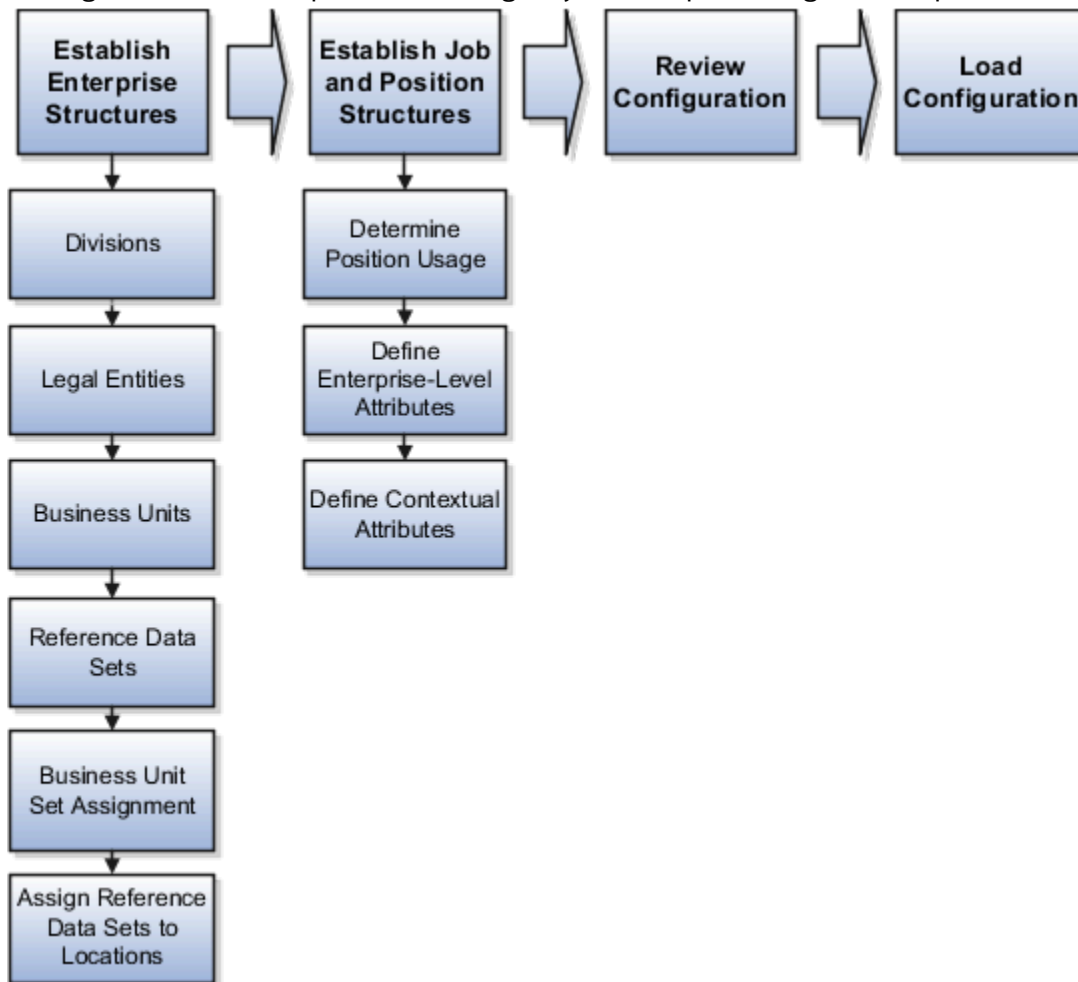 Establish
Enterprise
Structures
Establish Job
and Position
Structures
Review
Configuration
Load
Configuration
Divisions
Legal Entities
Business Units
Reference Data
Sets
Business Unit
Set Assignment
Assign Reference
Data Sets to
Locations
Determine
Position Usage
Define
Enterprise-Level
Attributes
Define Contextual
Attributes